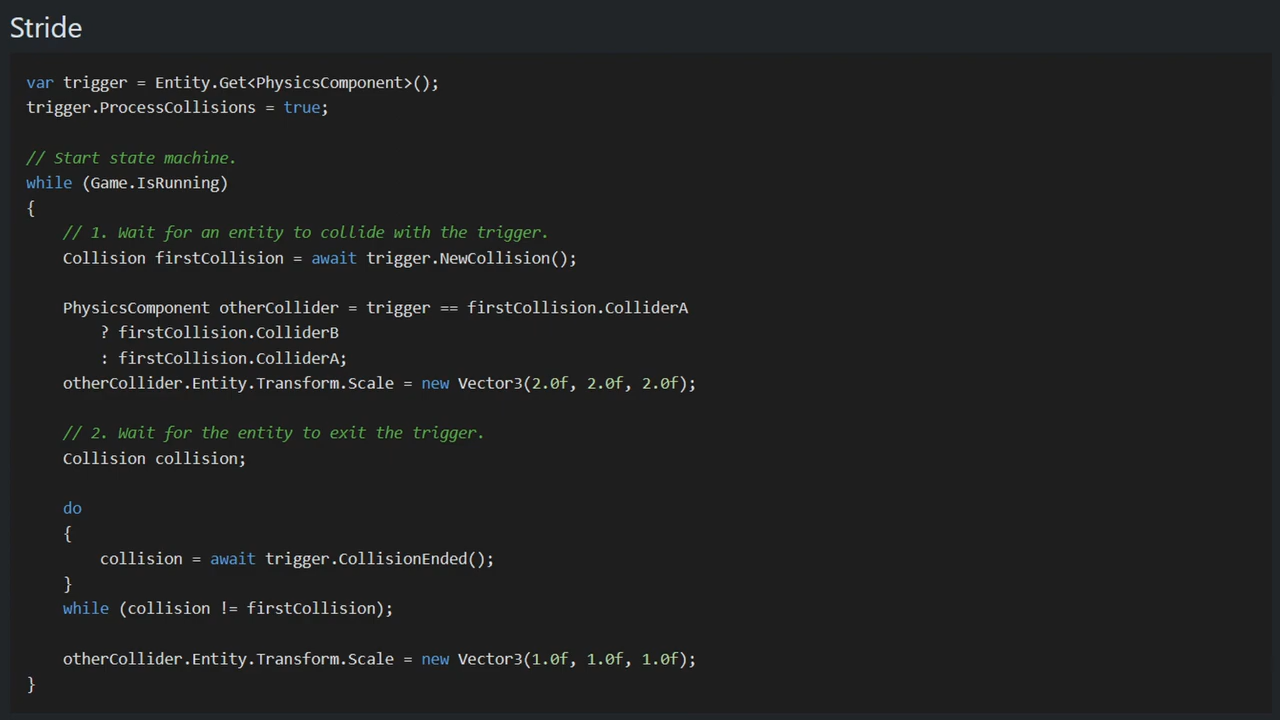 Stride
var trigger = Entity.Get<PhysicsComponent>();
trigger.ProcessCollisions = true;
// Start state machine.
while (Game.IsRunning)
{
// 1. Wait for an entity to collide with the trigger.
Collision firstCollision = await trigger.NewCollision();
PhysicsComponent otherCollider = trigger == firstCollision.ColliderA
? firstCollision.ColliderB
: firstCollision.ColliderA;
otherCollider.Entity.Transform.Scale = new Vector3(2.0f, 2.0f, 2.0f);
// 2. Wait for the entity to exit the trigger.
Collision collision;
do
{
collision = await trigger.CollisionEnded();
}
while (collision != firstCollision);
otherCollider.Entity.Transform.Scale = new Vector3(1.0f, 1.0f, 1.0f);
}